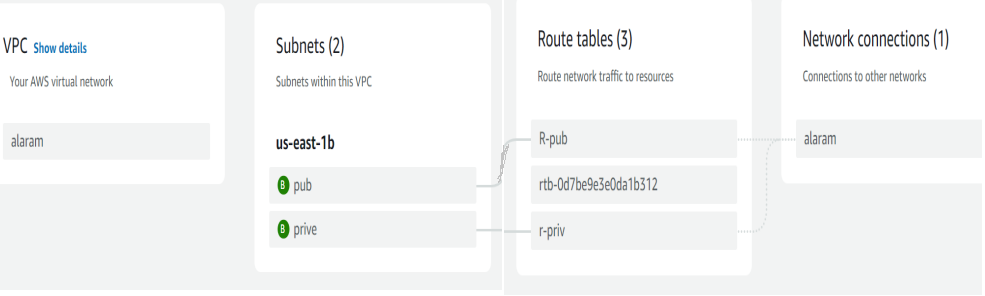 VPC Show details
Your AWS virtual network
alaram
Subnets (2)
Subnets within this VPC
us-east-1b
B pub
B prive
Route tables (3)
Route network traffic to resources
R-pub
rtb-0d7be9e3e0da1b312
r-priv
Network connections (1)
Connections to other networks
alaram